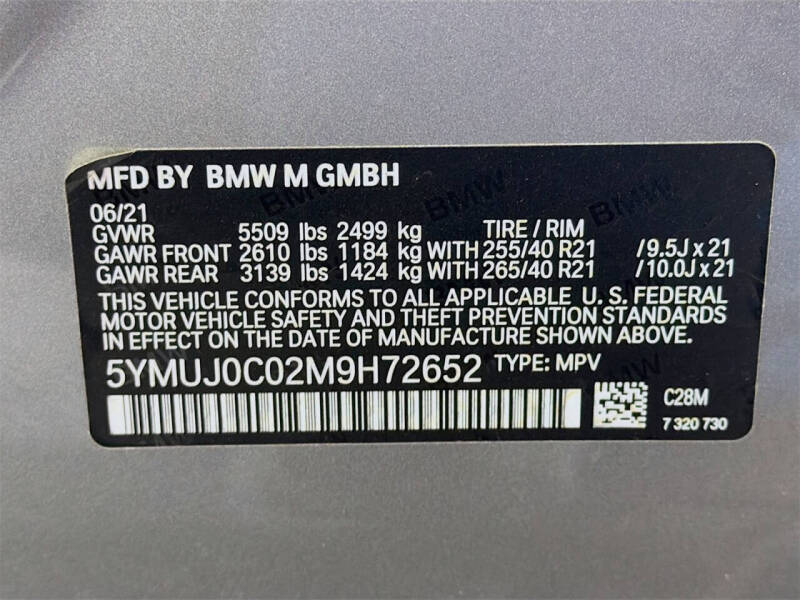 MFD BY BMW M GMBH
06/21
GVWR 5509 lbs 2499 kg TIRE / RIM
GAWR FRONT 2610 lbs 1184 kg WITH 255/40 R21 /9.5J x 21
GAWR REAR 3139 lbs 1424 kg WITH 265/40 R21 /10.0J x 21
THIS VEHICLE CONFORMS TO ALL APPLICABLE U. S. FEDERAL
MOTOR VEHICLE SAFETY AND THEFT PREVENTION STANDARDS
IN EFFECT ON THE DATE OF MANUFACTURE SHOWN ABOVE.
5YMUJ0C02M9H72652 TYPE: MPV
C28M
7 320 730